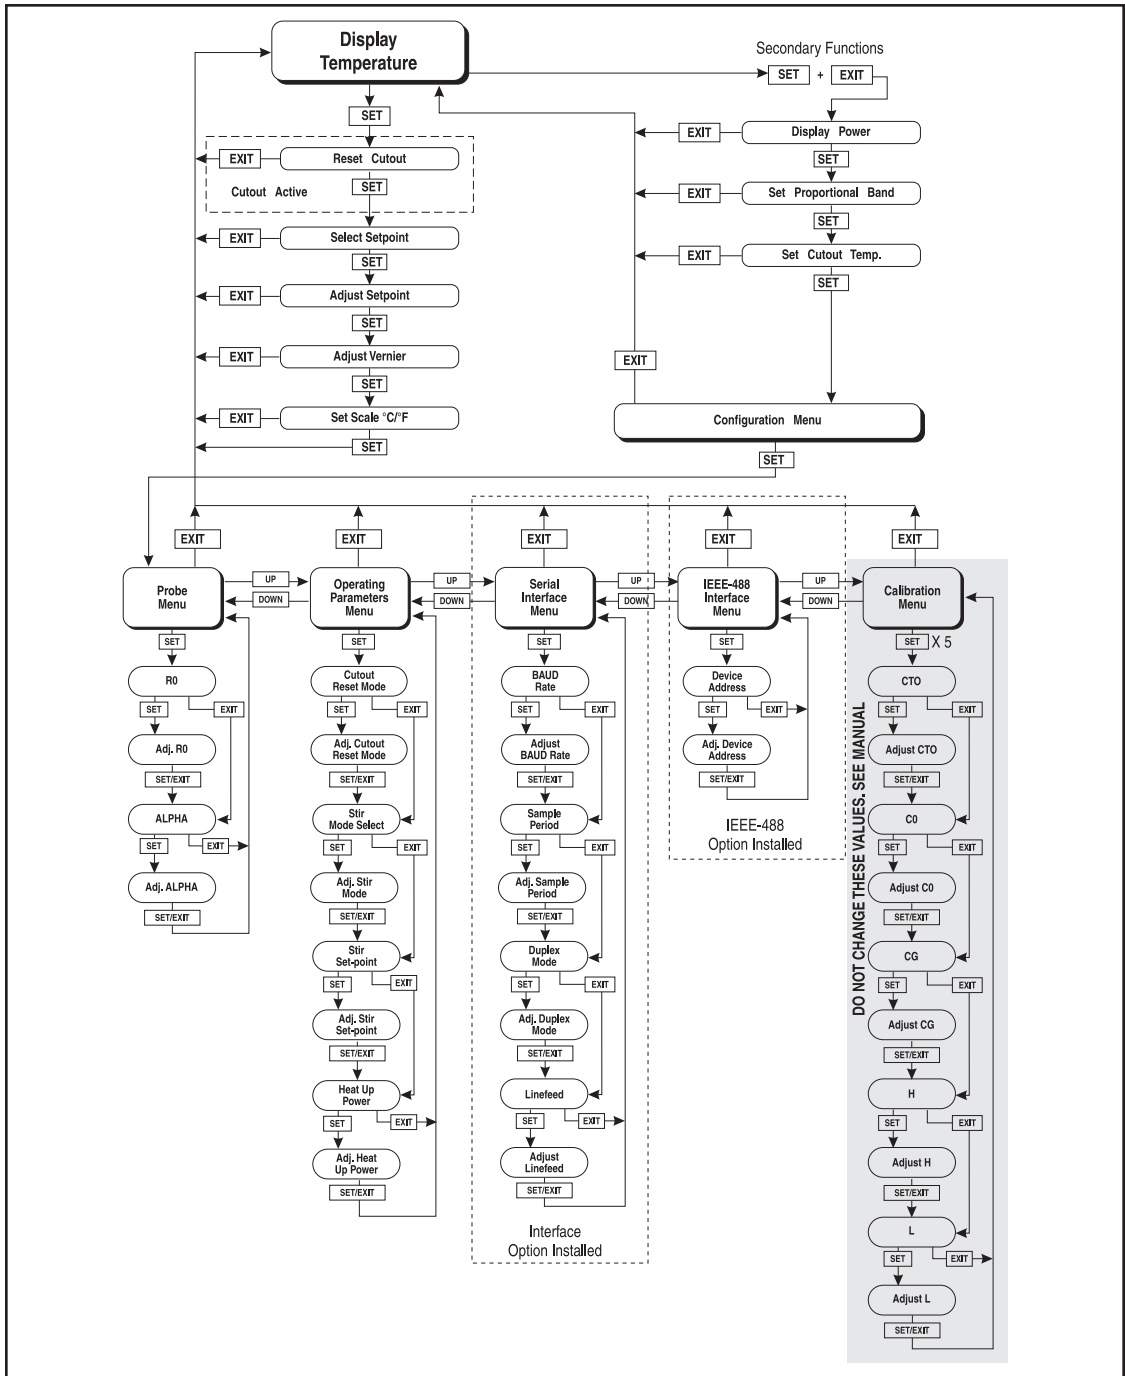 Display
Temperature
SET
EXIT
Reset Cutout
Cutout Active
SET
EXIT
Select Setpoint
SET
EXIT
Adjust Setpoint
SET
EXIT
Adjust Vernier
SET
EXIT
Set Scale °C/°F
SET
Secondary Functions
SET + EXIT
EXIT
Display Power
SET
EXIT
Set Proportional Band
SET
EXIT
Set Cutout Temp.
SET
EXIT
Configuration Menu
SET
EXIT
EXIT
EXIT
EXIT
EXIT
Probe
Menu
UP
DOWN
Operating
Parameters
Menu
UP
DOWN
Serial
Interface
Menu
UP
DOWN
IEEE-488
Interface
Menu
UP
DOWN
Calibration
Menu
SET
R0
SET
EXIT
Adj. R0
SET/EXIT
ALPHA
SET
EXIT
Adj. ALPHA
SET/EXIT
SET
Cutout
Reset Mode
SET
EXIT
Adj. Cutout
Reset Mode
SET/EXIT
Stir
Mode Select
SET
EXIT
Adj. Stir
Mode
SET/EXIT
Stir
Set-point
SET
EXIT
Adj. Stir
Set-point
SET/EXIT
Heat Up
Power
SET
EXIT
Adj. Heat
Up Power
SET/EXIT
SET
BAUD
Rate
SET
EXIT
Adjust
BAUD Rate
SET/EXIT
Sample
Period
SET
EXIT
Adj. Sample
Period
SET/EXIT
Duplex
Mode
SET
EXIT
Adj. Duplex
Mode
SET/EXIT
Linefeed
SET
EXIT
Adjust
Linefeed
SET/EXIT
Interface
Option Installed
SET
Device
Address
SET
EXIT
Adj. Device
Address
SET/EXIT
IEEE-488
Option Installed
DO NOT CHANGE THESE VALUES. SEE MANUAL
SET X 5
CTO
SET
EXIT
Adjust CTO
SET/EXIT
C0
SET
EXIT
Adjust C0
SET/EXIT
CG
SET
EXIT
Adjust CG
SET/EXIT
H
SET
EXIT
Adjust H
SET/EXIT
L
SET
EXIT
Adjust L
SET/EXIT